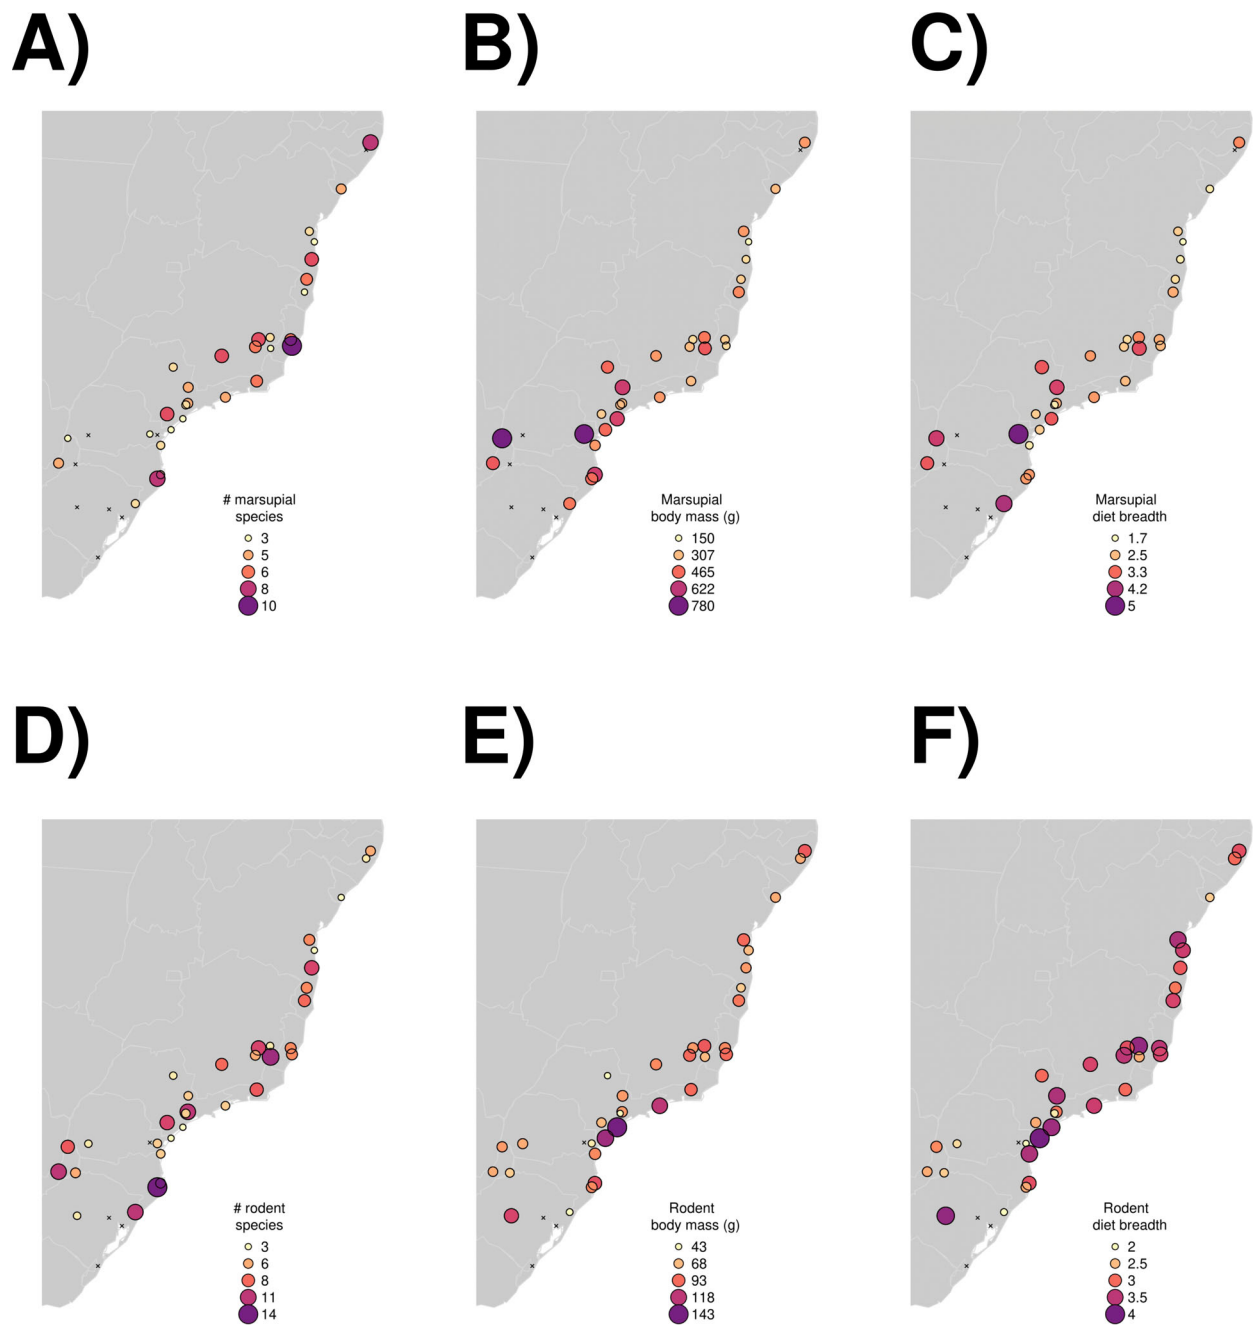 A)
B)
C)
# marsupial
species
3
5
6
8
10
Marsupial
body mass (g)
150
307
465
622
780
Marsupial
diet breadth
1.7
2.5
3.3
4.2
5
D)
E)
F)
# rodent
species
3
6
8
11
14
Rodent
body mass (g)
43
68
93
118
143
Rodent
diet breadth
2
2.5
3
3.5
4